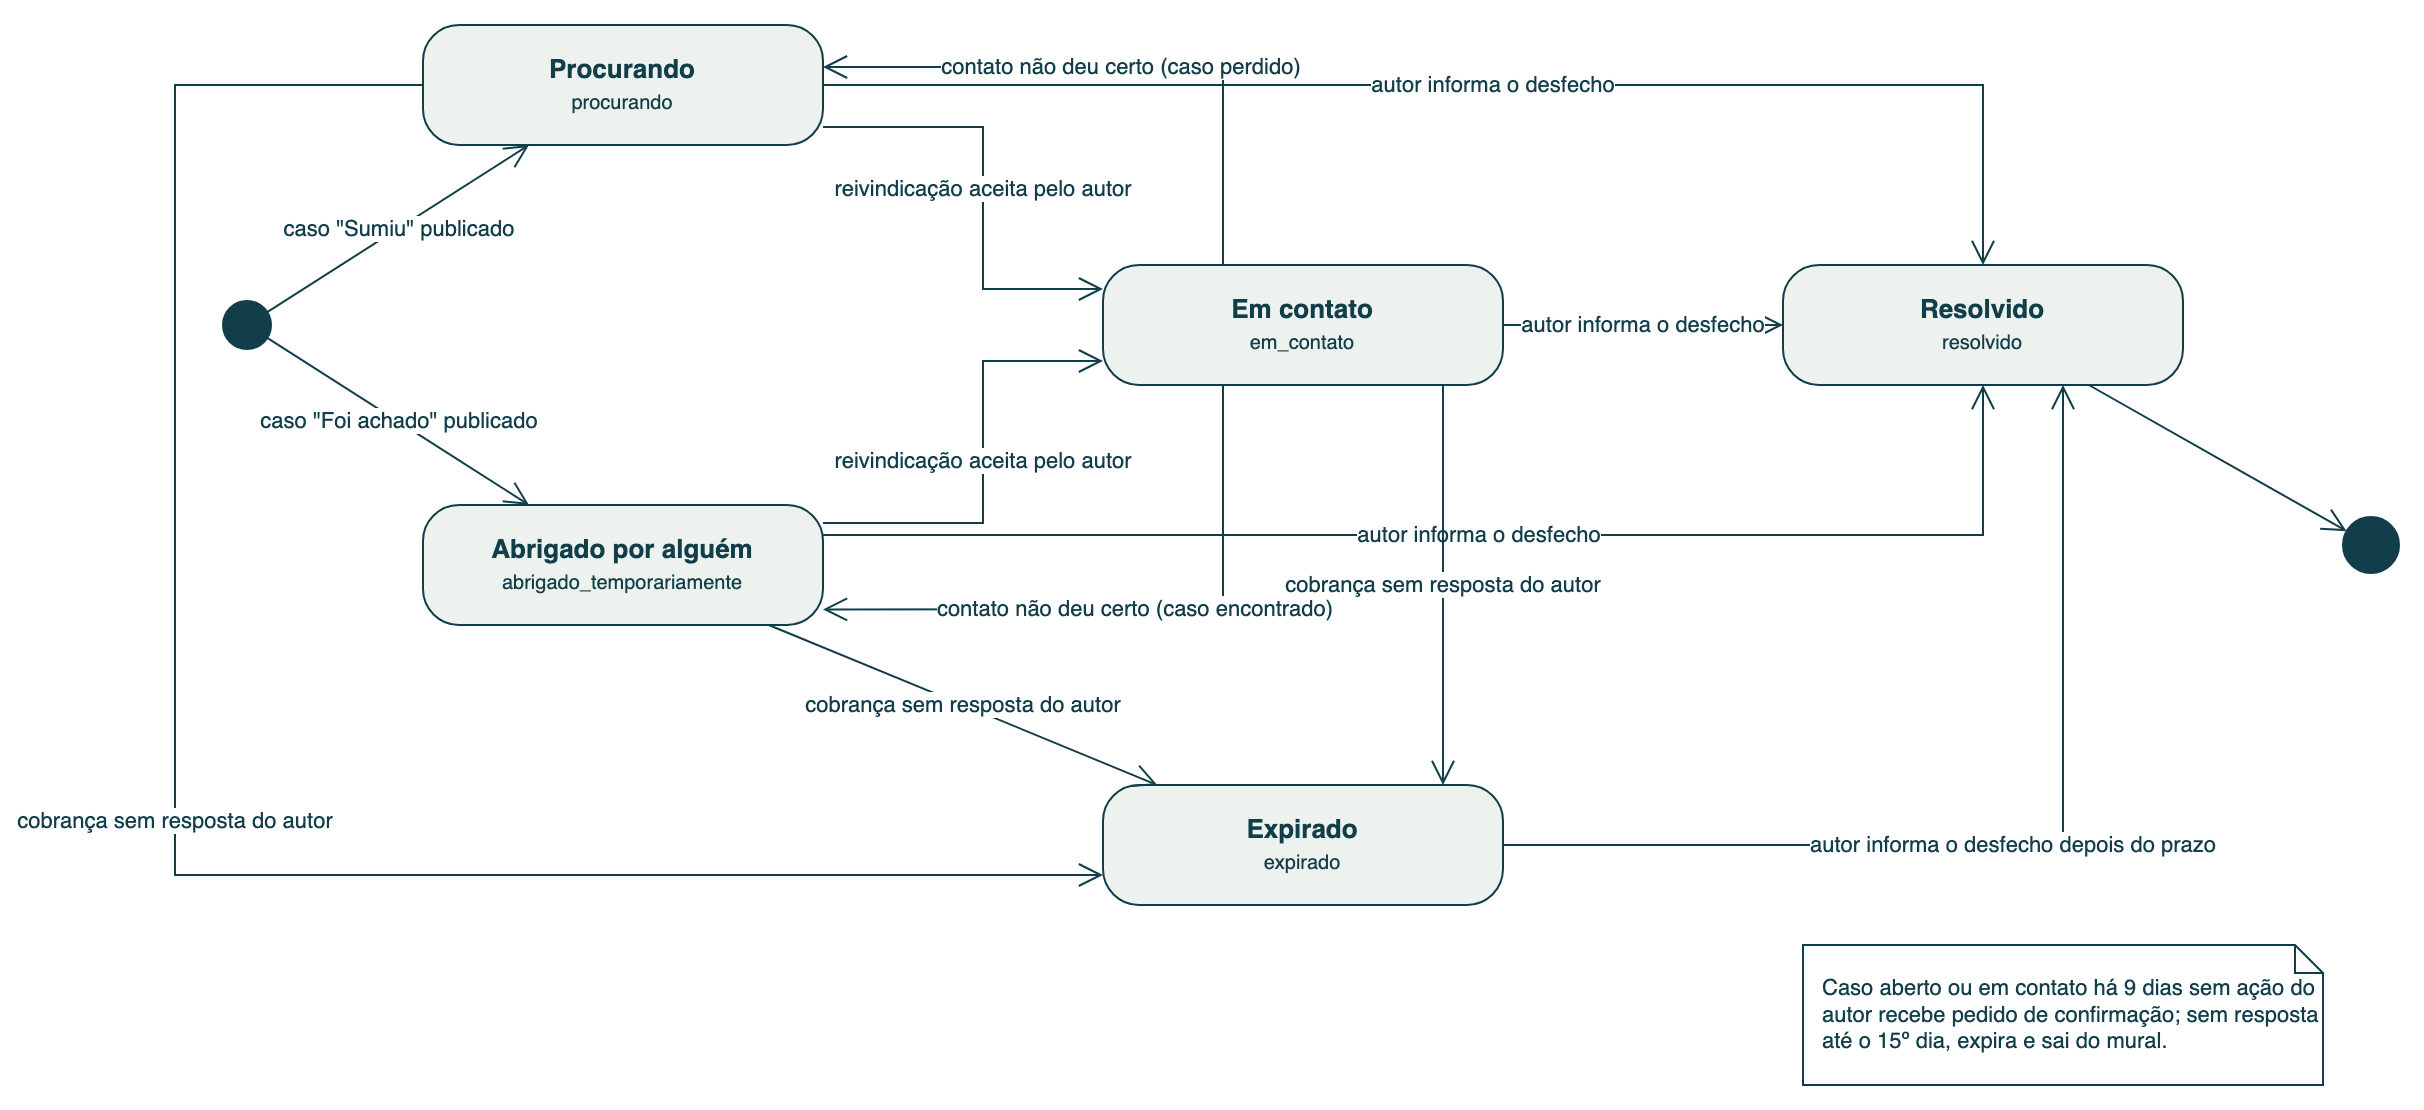 Procurando
procurando
contato não deu certo (caso perdido)
autor informa o desfecho
reivindicação aceita pelo autor
caso "Sumiu" publicado
Em contato
em_contato
autor informa o desfecho
Resolvido
resolvido
caso "Foi achado" publicado
reivindicação aceita pelo autor
Abrigado por alguém
abrigado_temporariamente
autor informa o desfecho
cobrança sem resposta do autor
contato não deu certo (caso encontrado)
cobrança sem resposta do autor
cobrança sem resposta do autor
Expirado
expirado
autor informa o desfecho depois do prazo
Caso aberto ou em contato há 9 dias sem ação do
autor recebe pedido de confirmação; sem resposta
até o 15º dia, expira e sai do mural.